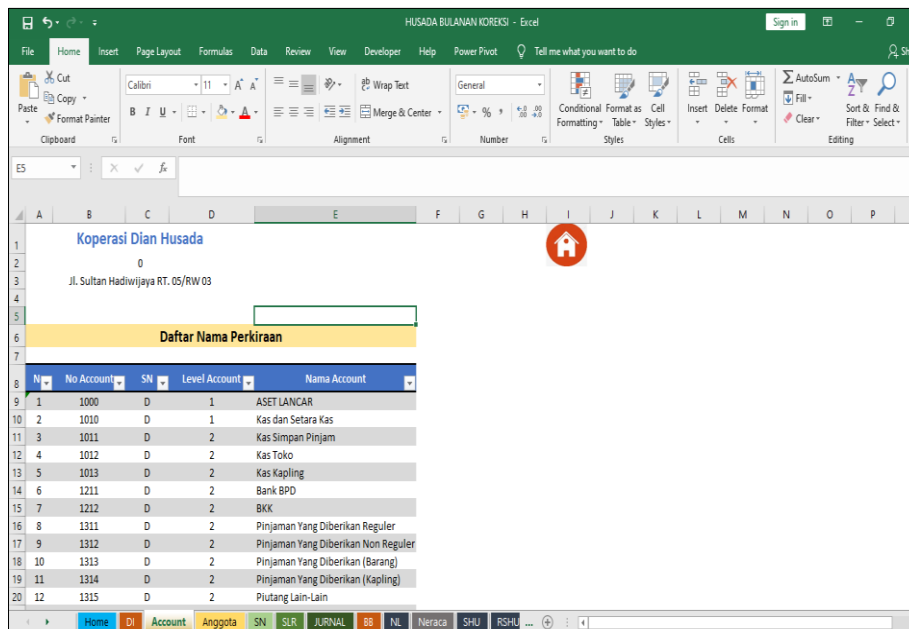 HUSADA BULANAN KOREKSI - Excel
Sign in
File Home Insert Page Layout Formulas Data Review View Developer Help Power Pivot Tell me what you want to do
Cut
Copy
Format Painter
Paste
Calibri 11 A A
B I U A
Wrap Text
Merge & Center
General
% ,
Conditional Formatting
Format as Table
Cell Styles
Insert Delete Format
AutoSum
Fill
Clear
Sort & Filter
Find & Select
Clipboard Font Alignment Number Styles Cells Editing
E5 fx
A B C D E F G H I J K L M N O P
1 Koperasi Dian Husada
2 0
3 Jl. Sultan Hadiwijaya RT. 05/RW 03
4
5
6 Daftar Nama Perkiraan
7
8 N No Account SN Level Account Nama Account
9 1 1000 D 1 ASET LANCAR
10 2 1010 D 1 Kas dan Setara Kas
11 3 1011 D 2 Kas Simpan Pinjam
12 4 1012 D 2 Kas Toko
13 5 1013 D 2 Kas Kapling
14 6 1211 D 2 Bank BPD
15 7 1212 D 2 BKK
16 8 1311 D 2 Pinjaman Yang Diberikan Reguler
17 9 1312 D 2 Pinjaman Yang Diberikan Non Reguler
18 10 1313 D 2 Pinjaman Yang Diberikan (Barang)
19 11 1314 D 2 Pinjaman Yang Diberikan (Kapling)
20 12 1315 D 2 Piutang Lain-Lain
Home DI Account Anggota SN SLR JURNAL BB NL Neraca SHU RSHU ...